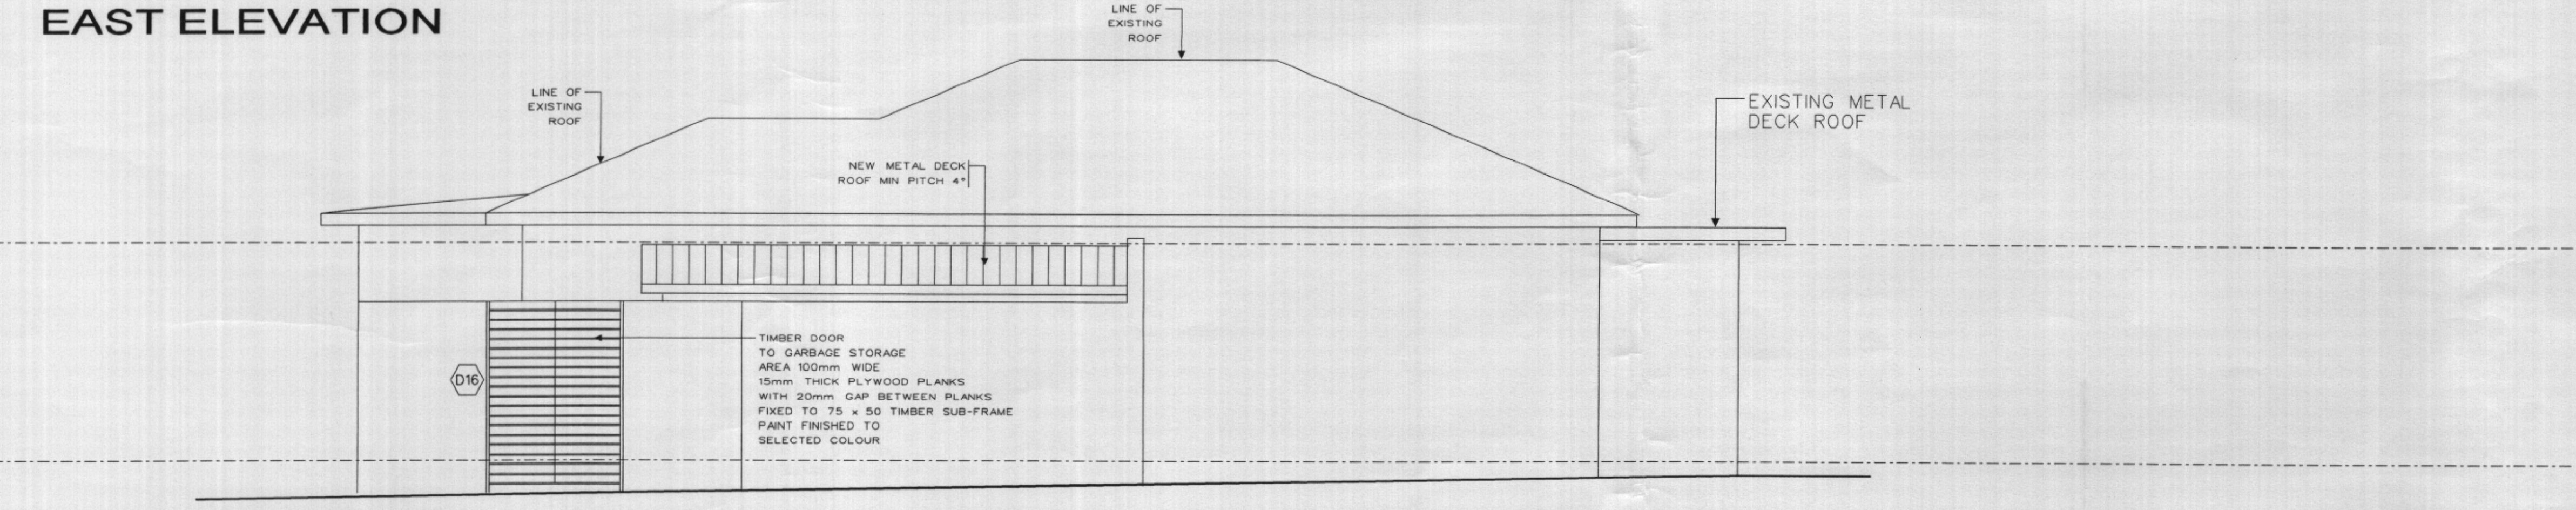 EAST ELEVATION
LINE OF
EXISTING
ROOF
LINE OF
EXISTING
ROOF
EXISTING METAL
DECK ROOF
NEW METAL DECK
ROOF MIN PITCH 4°
TIMBER DOOR
TO GARBAGE STORAGE
AREA 100mm WIDE
15mm THICK PLYWOOD PLANKS
WITH 20mm GAP BETWEEN PLANKS
FIXED TO 75 x 50 TIMBER SUB-FRAME
PAINT FINISHED TO
SELECTED COLOUR
D16